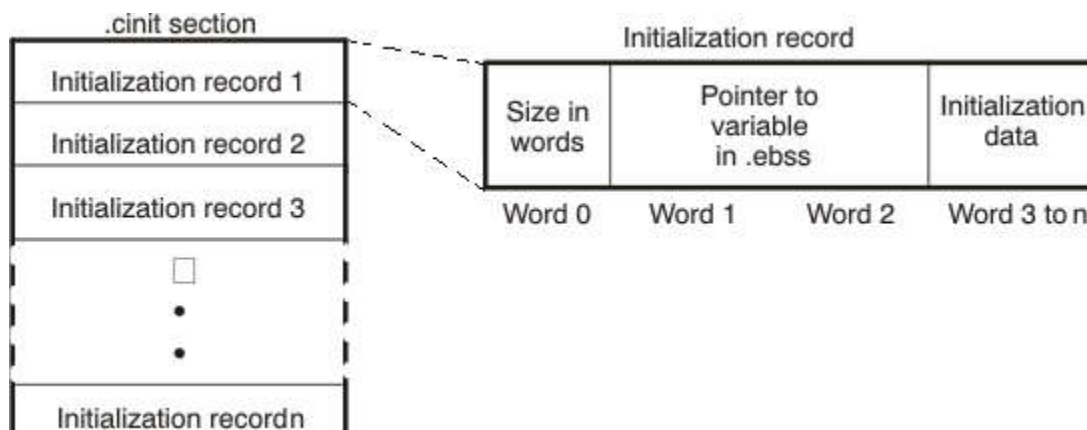 .cinit section
Initialization record 1
Initialization record 2
Initialization record 3
Initialization recordn
Initialization record
Size in
words
Pointer to
variable
in .ebss
Initialization
data
Word 0
Word 1
Word 2
Word 3 to n